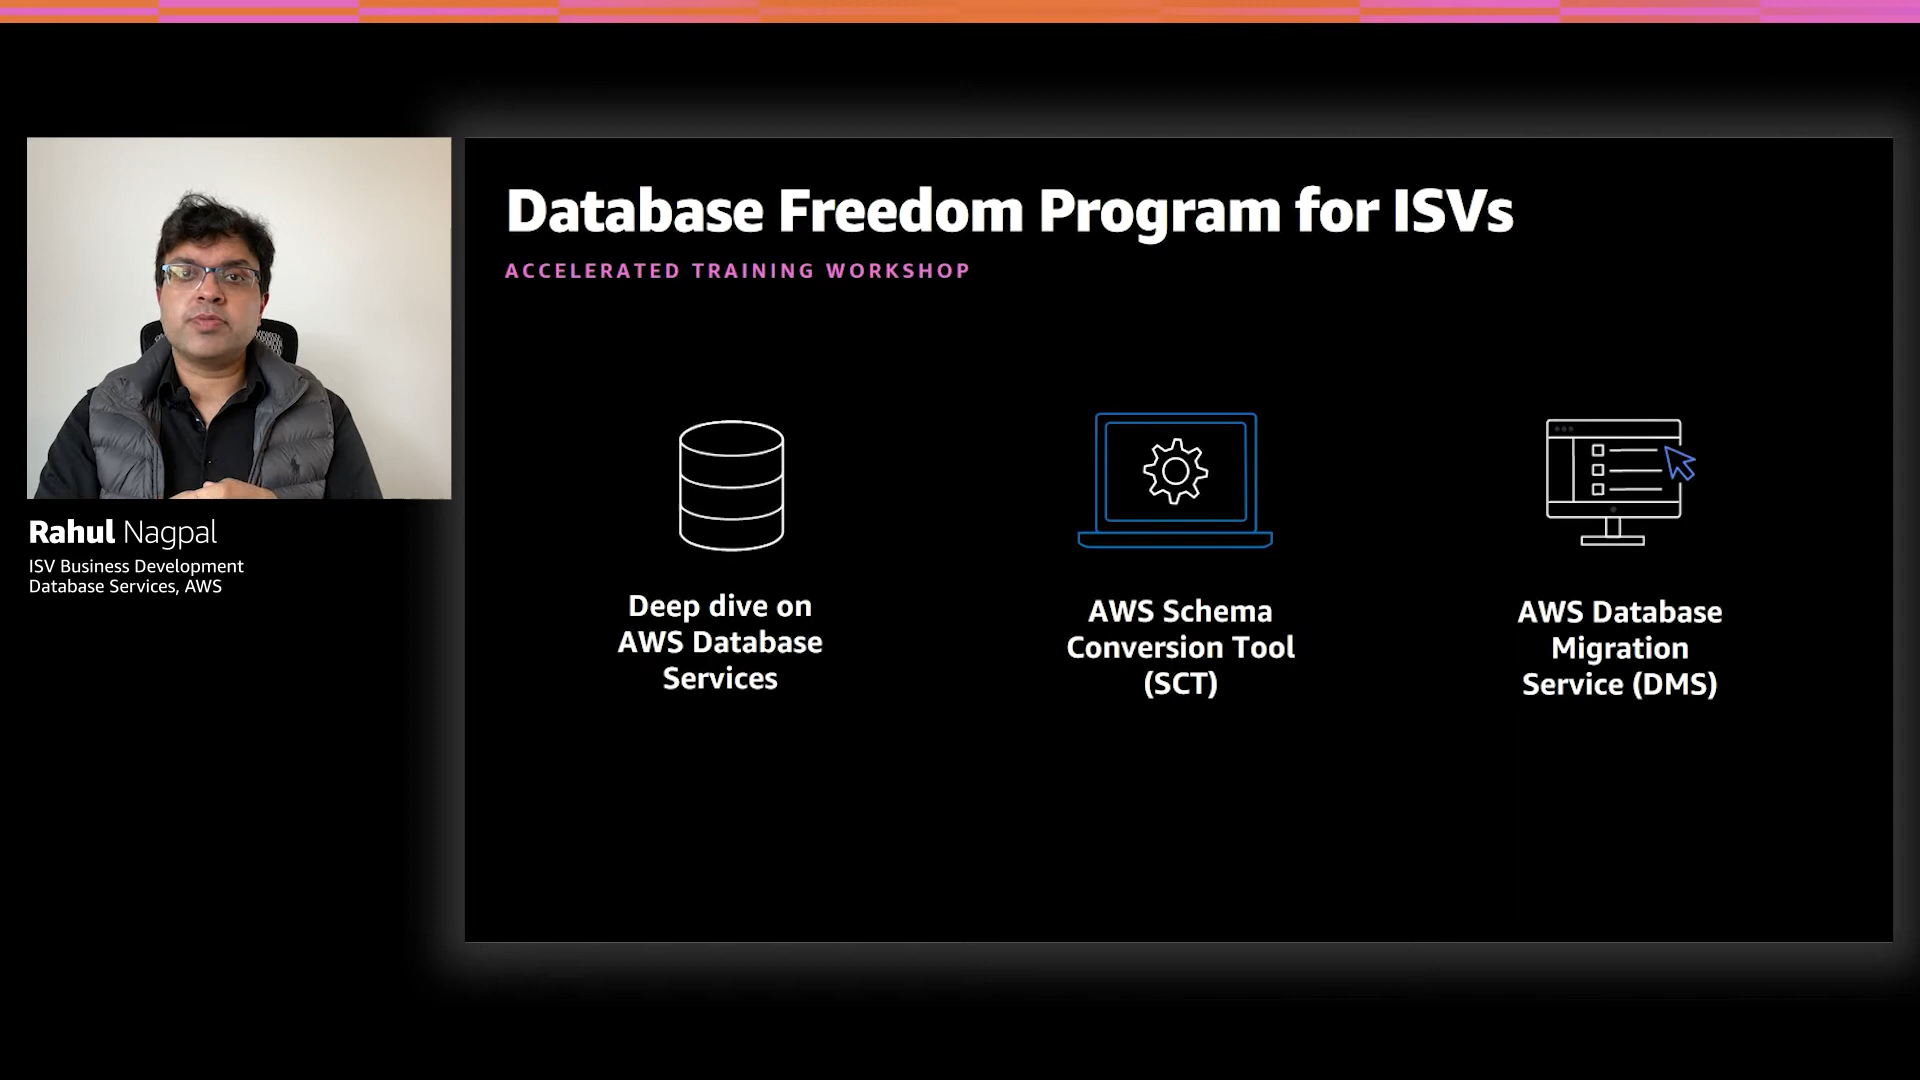 Database Freedom Program for ISVs
ACCELERATED TRAINING WORKSHOP
Rahul Nagpal
ISV Business Development
Database Services, AWS
Deep dive on
AWS Database
Services
AWS Schema
Conversion Tool
(SCT)
AWS Database
Migration
Service (DMS)